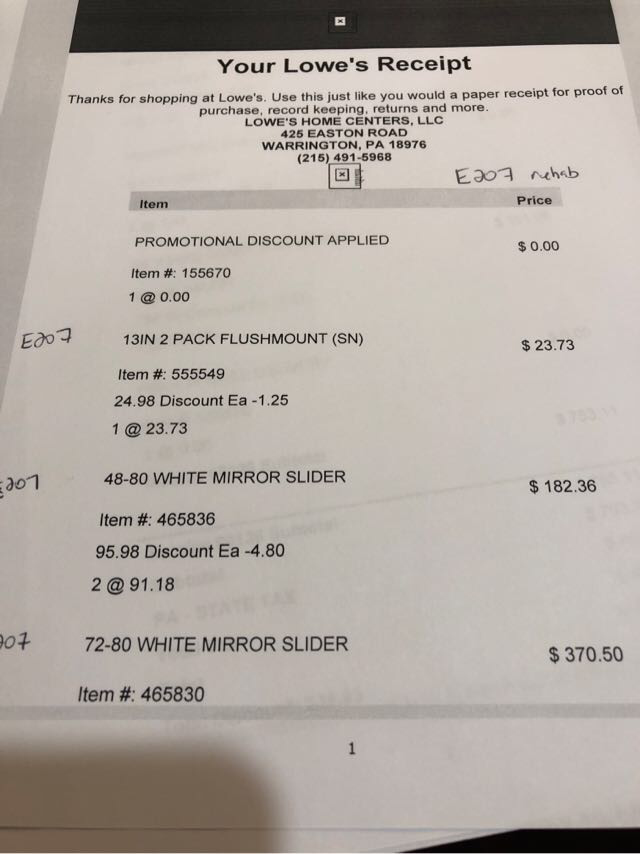 Your Lowe's Receipt
Thanks for shopping at Lowe's. Use this just like you would a paper receipt for proof of
purchase, record keeping, returns and more.
LOWE'S HOME CENTERS, LLC
425 EASTON ROAD
WARRINGTON, PA 18976
(215) 491-5968
E207 rehab
Item Price
PROMOTIONAL DISCOUNT APPLIED $ 0.00
Item #: 155670
1 @ 0.00
E207 13IN 2 PACK FLUSHMOUNT (SN) $ 23.73
Item #: 555549
24.98 Discount Ea -1.25
1 @ 23.73
E207 48-80 WHITE MIRROR SLIDER $ 182.36
Item #: 465836
95.98 Discount Ea -4.80
2 @ 91.18
207 72-80 WHITE MIRROR SLIDER $ 370.50
Item #: 465830
1